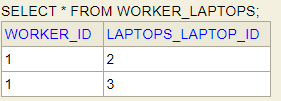 SELECT * FROM WORKER_LAPTOPS;
WORKER_ID LAPTOPS_LAPTOP_ID
1 2
1 3